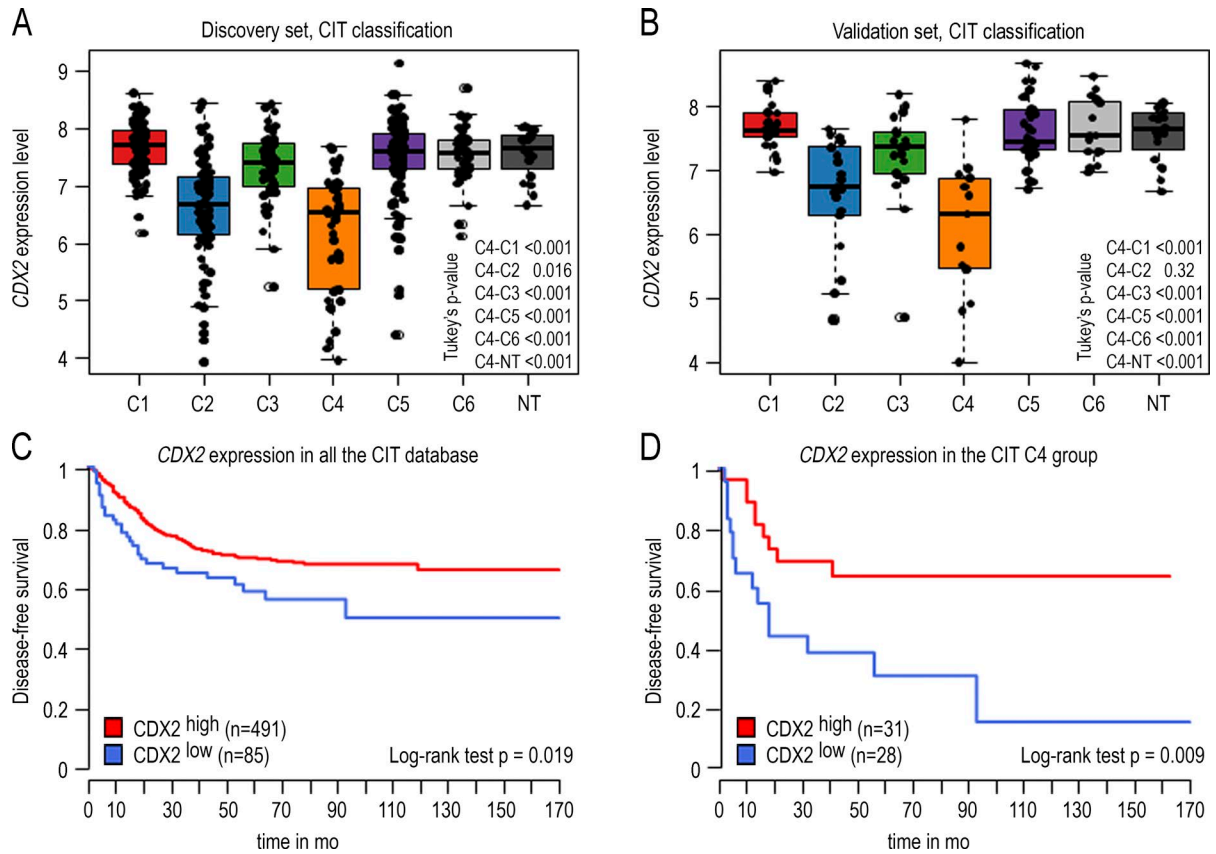 A
Discovery set, CIT classification
CDX2 expression level
9
8
7
6
5
4
C1 C2 C3 C4 C5 C6 NT
Tukey's p-value
C4-C1 <0.001
C4-C2 0.016
C4-C3 <0.001
C4-C5 <0.001
C4-C6 <0.001
C4-NT <0.001
B
Validation set, CIT classification
CDX2 expression level
8
7
6
5
4
C1 C2 C3 C4 C5 C6 NT
Tukey's p-value
C4-C1 <0.001
C4-C2 0.32
C4-C3 <0.001
C4-C5 <0.001
C4-C6 <0.001
C4-NT <0.001
C
CDX2 expression in all the CIT database
Disease-free survival
1
0.8
0.6
0.4
0.2
0
CDX2 high (n=491)
CDX2 low (n=85)
Log-rank test p = 0.019
0 10 30 50 70 90 110 130 150 170
time in mo
D
CDX2 expression in the CIT C4 group
Disease-free survival
1
0.8
0.6
0.4
0.2
0
CDX2 high (n=31)
CDX2 low (n=28)
Log-rank test p = 0.009
0 10 30 50 70 90 110 130 150 170
time in mo